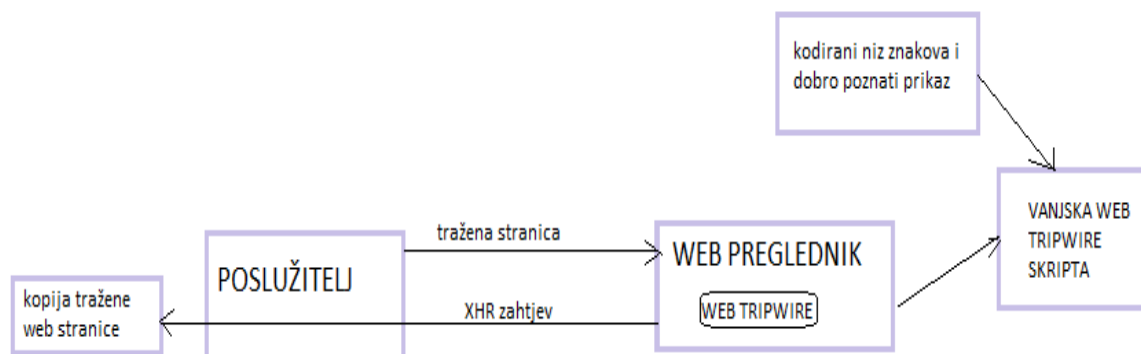 kodirani niz znakova i
dobro poznati prikaz
tražena stranica
POSLUŽITELJ
WEB PREGLEDNIK
VANJSKA WEB
TRIPWIRE
SKRIPTA
kopija tražene
web stranice
XHR zahtjev
WEB TRIPWIRE